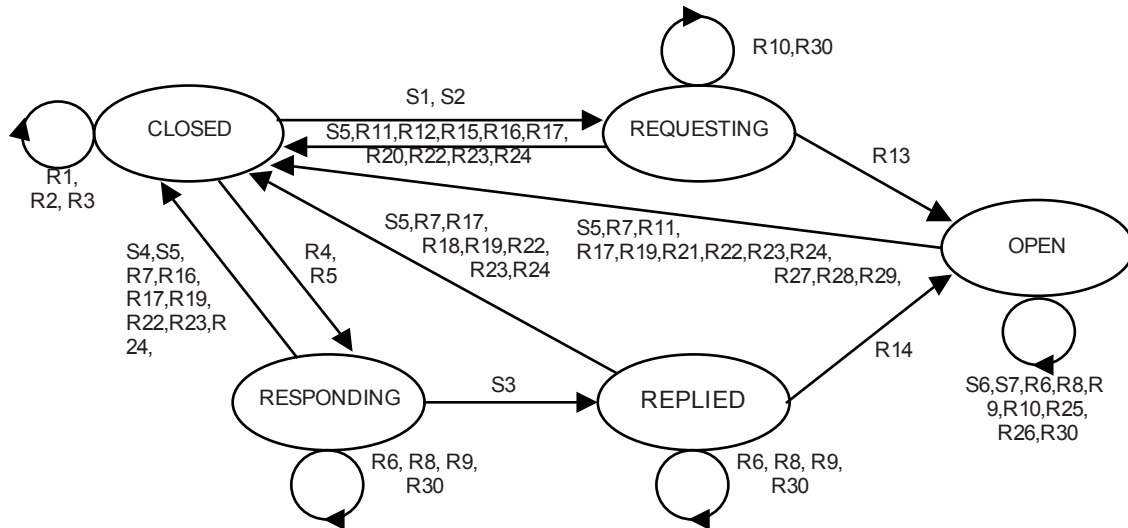 R10,R30
S1, S2
CLOSED
REQUESTING
S5,R11,R12,R15,R16,R17,
R20,R22,R23,R24
R13
R1,
R2, R3
S4,S5,
R7,R16,
R17,R19,
R22,R23,R
24,
R4,
R5
S5,R7,R17,
R18,R19,R22,
R23,R24
S5,R7,R11,
R17,R19,R21,R22,R23,R24,
R27,R28,R29,
OPEN
R14
S6,S7,R6,R8,R
9,R10,R25,
R26,R30
RESPONDING
S3
REPLIED
R6, R8, R9,
R30
R6, R8, R9,
R30